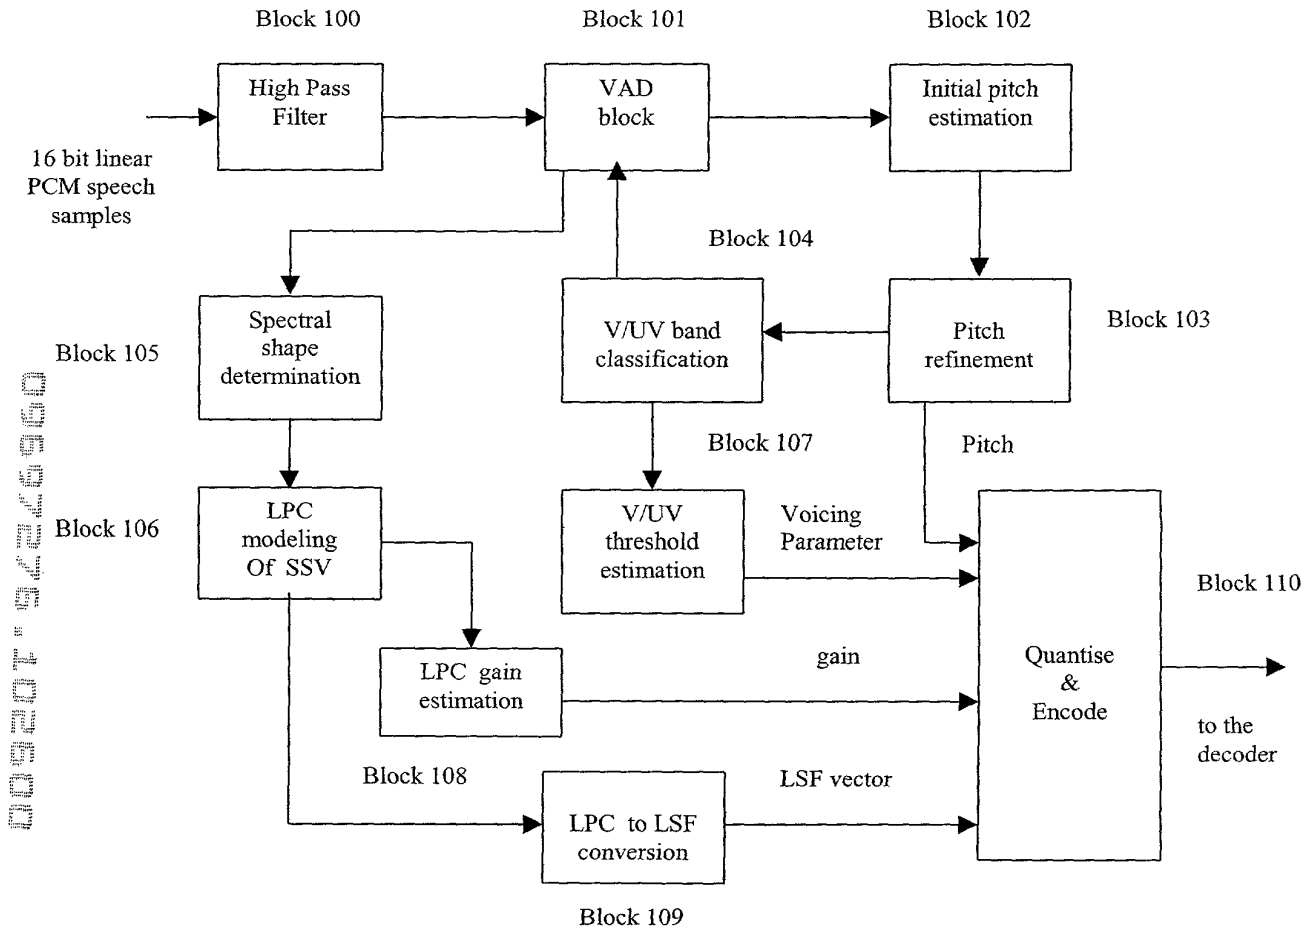 Block 100
Block 101
Block 102
High Pass
Filter
VAD
block
Initial pitch
estimation
16 bit linear
PCM speech
samples
Block 104
Spectral
shape
determination
V/UV band
classification
Pitch
refinement
Block 103
Block 105
Block 107
Pitch
Block 106
LPC
modeling
Of SSV
V/UV
threshold
estimation
Voicing
Parameter
Block 110
LPC gain
estimation
gain
Quantise
&
Encode
to the
decoder
Block 108
LSF vector
LPC to LSF
conversion
Block 109
09697276.102600